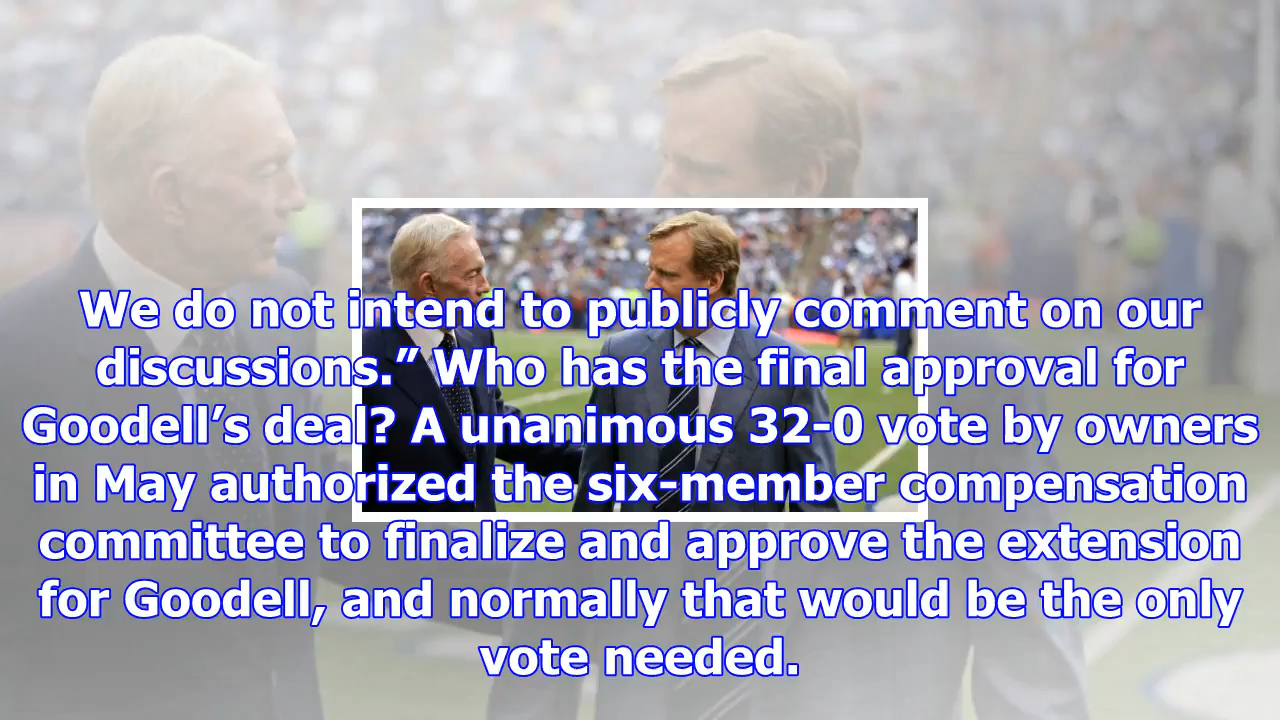 We do not intend to publicly comment on our
discussions.” Who has the final approval for
Goodell’s deal? A unanimous 32-0 vote by owners
in May authorized the six-member compensation
committee to finalize and approve the extension
for Goodell, and normally that would be the only
vote needed.